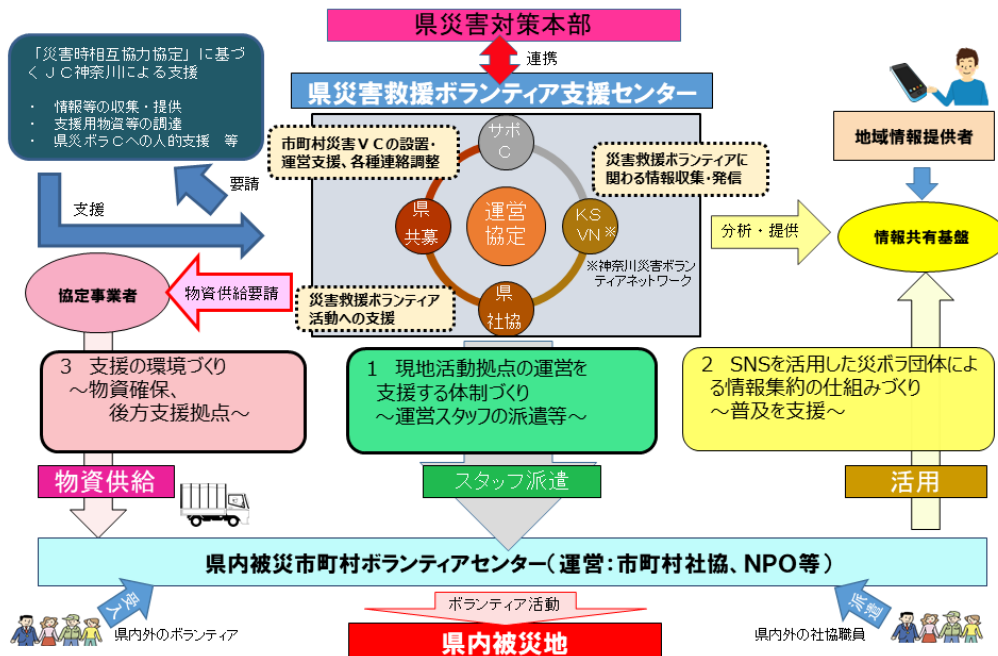 県災害対策本部
連携
県災害救援ボランティア支援センター
「災害時相互協力協定」に基づ
くＪＣ神奈川による支援
・ 情報等の収集・提供
・ 支援用物資等の調達
・ 県災ボラＣへの人的支援 等
要請
支援
市町村災害ＶＣの設置・
運営支援、各種連絡調整
サポ
Ｃ
災害救援ボランティアに
関わる情報収集・発信
県
共募
運営
協定
ＫＳ
ＶＮ※
※神奈川災害ボラン
ティアネットワーク
県
社協
災害救援ボランティア
活動への支援
地域情報提供者
分析・提供
情報共有基盤
協定事業者
物資供給要請
３ 支援の環境づくり
～物資確保、
後方支援拠点～
１ 現地活動拠点の運営を
支援する体制づくり
～運営スタッフの派遣等～
２ SNSを活用した災ボラ団体によ
る情報集約の仕組みづくり
～普及を支援～
物資供給
スタッフ派遣
活用
県内被災市町村ボランティアセンター（運営：市町村社協、NPO等）
受入
県内外のボランティア
ボランティア活動
派遣
県内外の社協職員
県内被災地